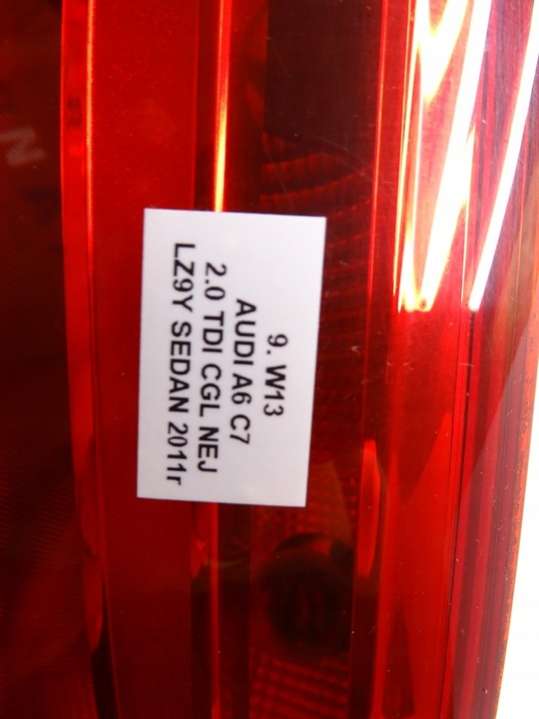 9. W13
AUDI A6 C7
2.0 TDI CGL NEJ
LZ9Y SEDAN 2011r